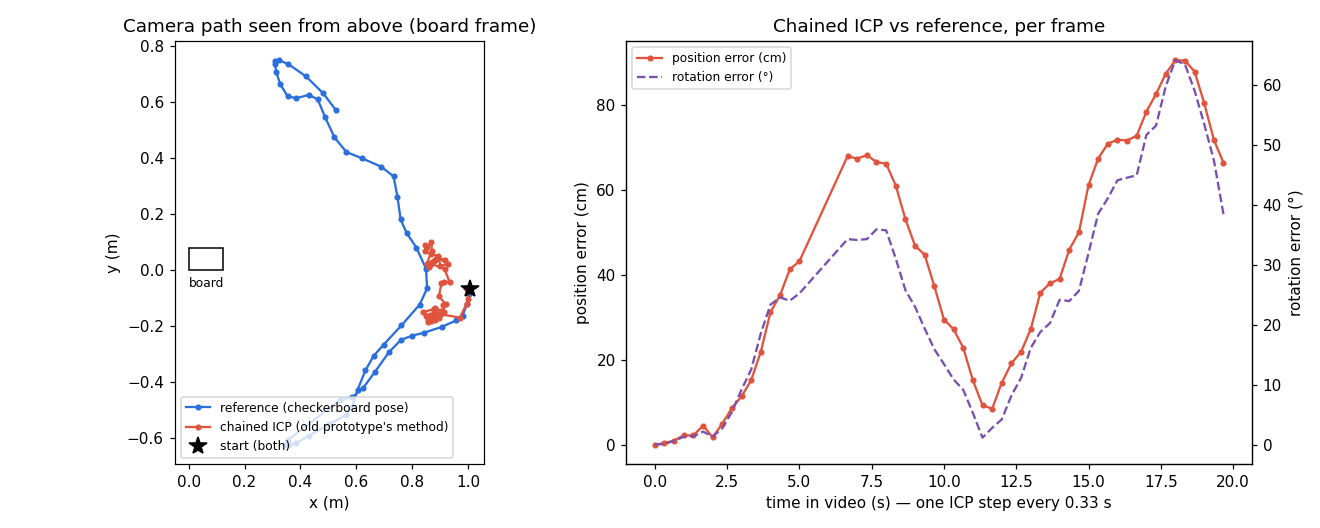 Camera path seen from above (board frame)
0.8
0.6
0.4
0.2
0.0
−0.2
−0.4
−0.6
y (m)
board
reference (checkerboard pose)
chained ICP (old prototype's method)
start (both)
0.0 0.2 0.4 0.6 0.8 1.0
x (m)
Chained ICP vs reference, per frame
position error (cm)
rotation error (°)
80
60
40
20
0
position error (cm)
60
50
40
30
20
10
0
rotation error (°)
0.0 2.5 5.0 7.5 10.0 12.5 15.0 17.5 20.0
time in video (s) — one ICP step every 0.33 s